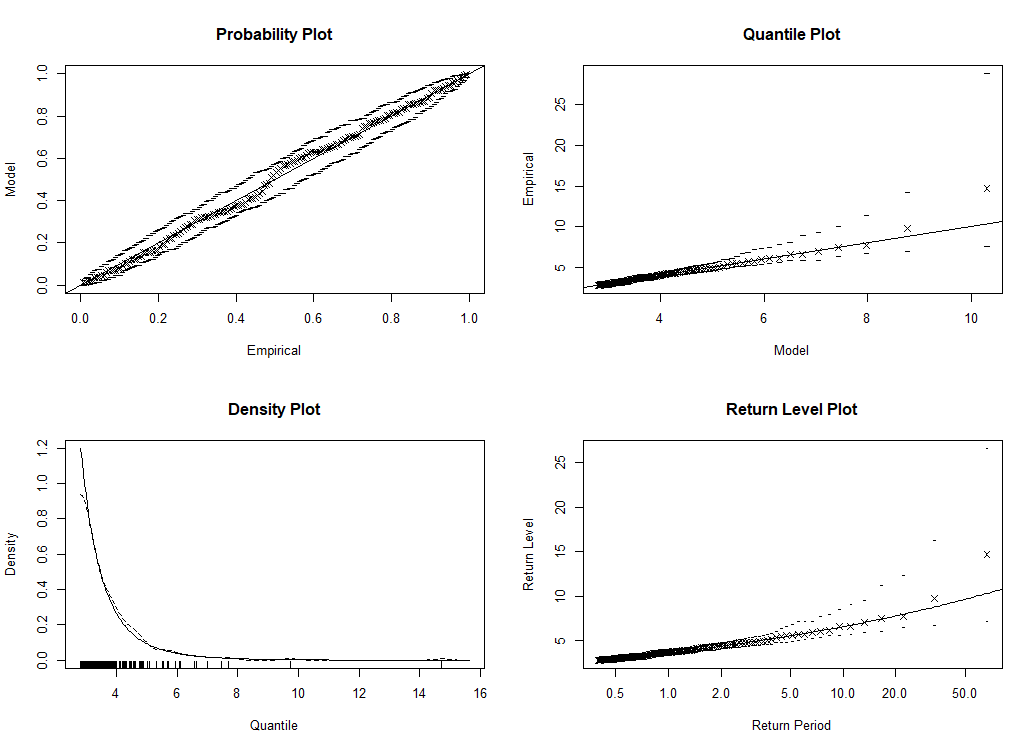 Probability Plot
Model
0.0 0.2 0.4 0.6 0.8 1.0
0.0 0.2 0.4 0.6 0.8 1.0
Empirical
Quantile Plot
Empirical
5 10 15 20 25
4 6 8 10
Model
Density Plot
Density
0.0 0.2 0.4 0.6 0.8 1.0 1.2
4 6 8 10 12 14 16
Quantile
Return Level Plot
Return Level
5 10 15 20 25
0.5 1.0 2.0 5.0 10.0 20.0 50.0
Return Period